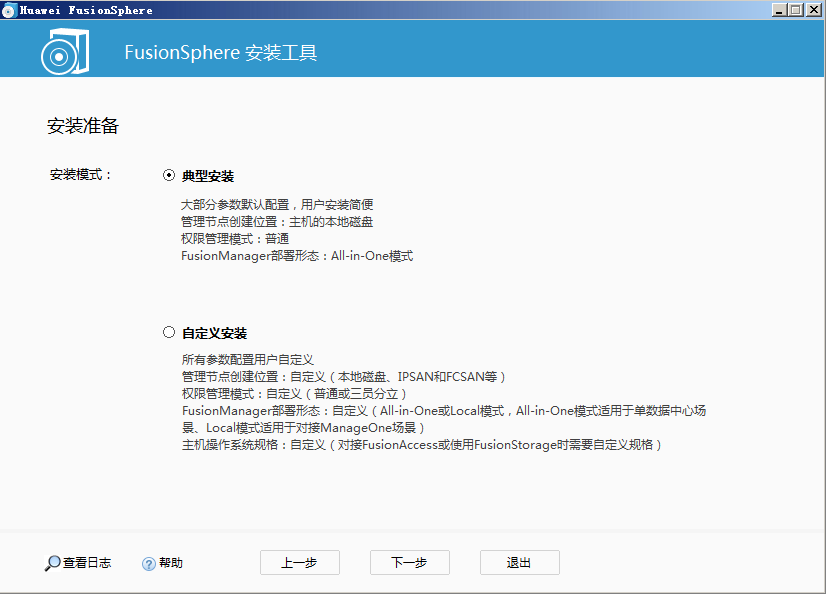 Huawei FusionSphere
FusionSphere 安装工具
安装准备
安装模式：
典型安装
大部分参数默认配置，用户安装简便
管理节点创建位置：主机的本地磁盘
权限管理模式：普通
FusionManager部署形态：All-in-One模式
自定义安装
所有参数配置用户自定义
管理节点创建位置：自定义（本地磁盘、IPSAN和FCSAN等）
权限管理模式：自定义（普通或三员分立）
FusionManager部署形态：自定义（All-in-One或Local模式，All-in-One模式适用于单数据中心场
景、Local模式适用于对接ManageOne场景）
主机操作系统规格：自定义（对接FusionAccess或使用FusionStorage时需要自定义规格）
查看日志
帮助
上一步
下一步
退出